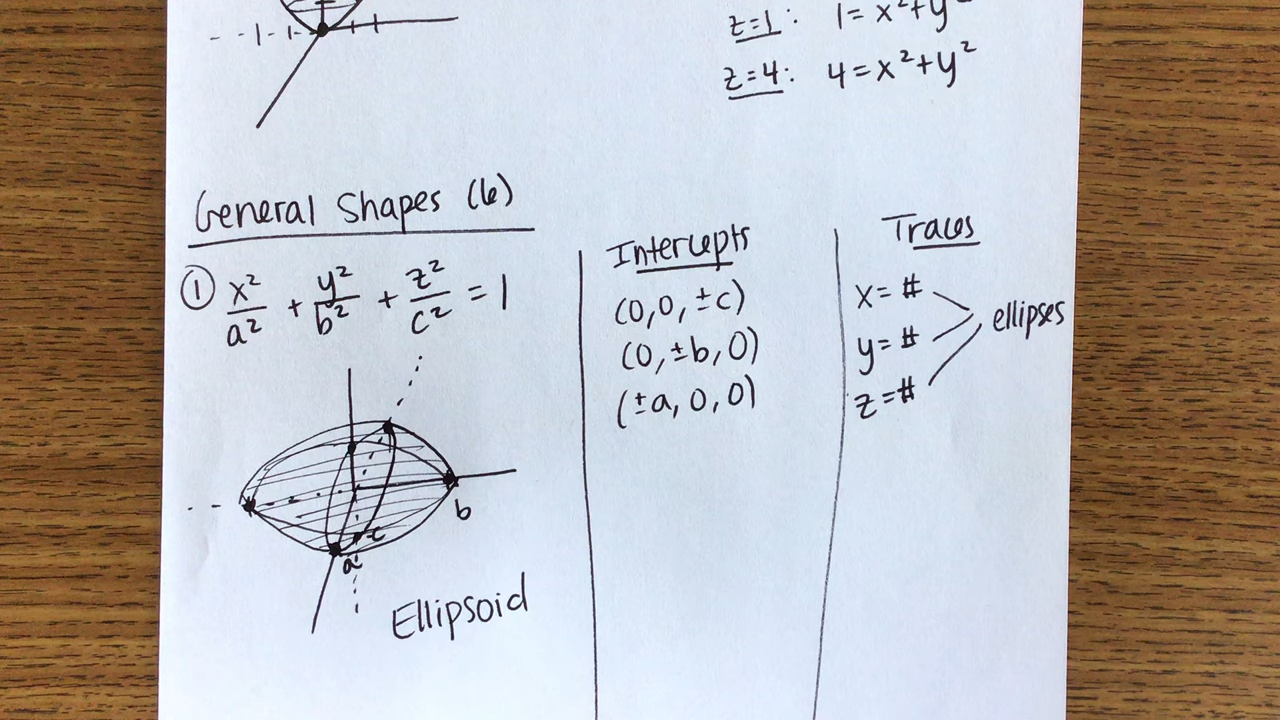 z=1: 1=x²+y²
z=4: 4=x²+y²
General Shapes (6)
① x²/a² + y²/b² + z²/c² = 1
Intercepts
(0,0,±c)
(0,±b,0)
(±a,0,0)
Traces
x=#
y=#
z=#
ellipses
b
-c
a
Ellipsoid